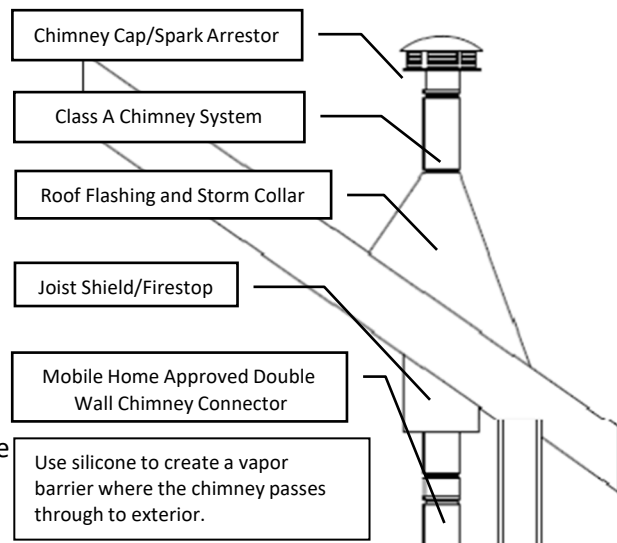 Chimney Cap/Spark Arrestor
Class A Chimney System
Roof Flashing and Storm Collar
Joist Shield/Firestop
Mobile Home Approved Double
Wall Chimney Connector
e
Use silicone to create a vapor
barrier where the chimney passes
through to exterior.